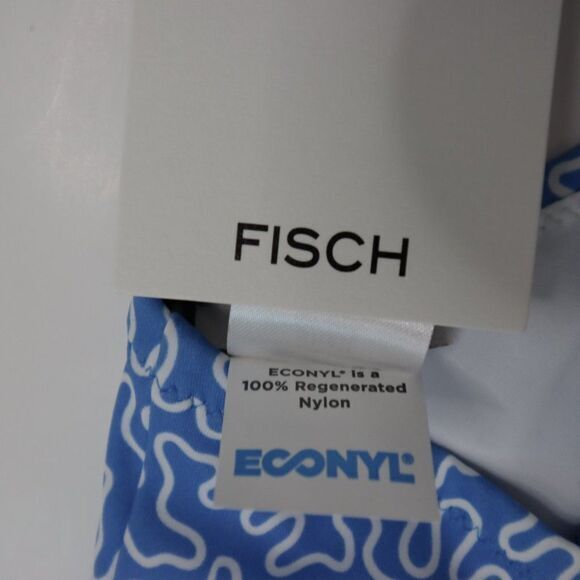 FISCH
ECONYL® is a
100% Regenerated
Nylon
ECONYL®